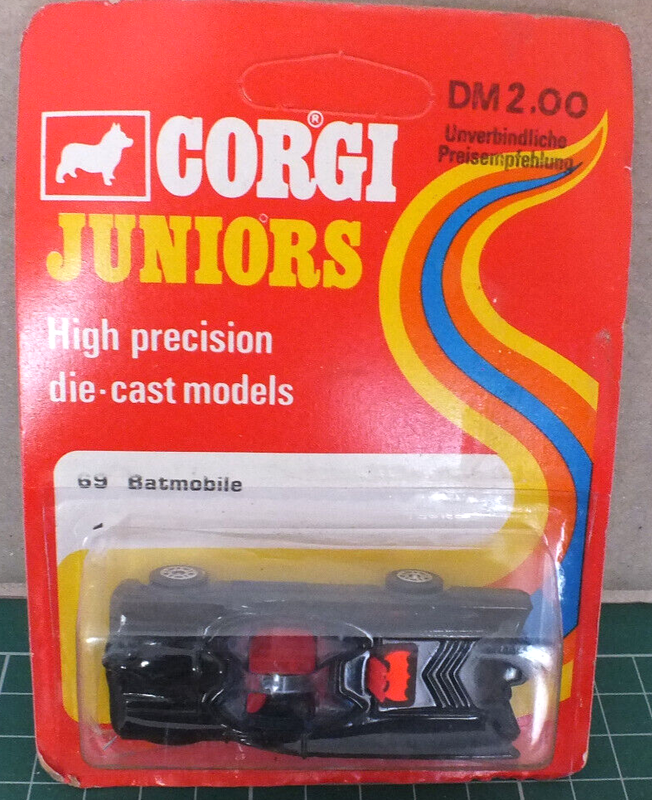 DM 2.00
Unverbindliche
Preisempfehlung
CORGI®
JUNIORS
High precision
die·cast models
69 Batmobile